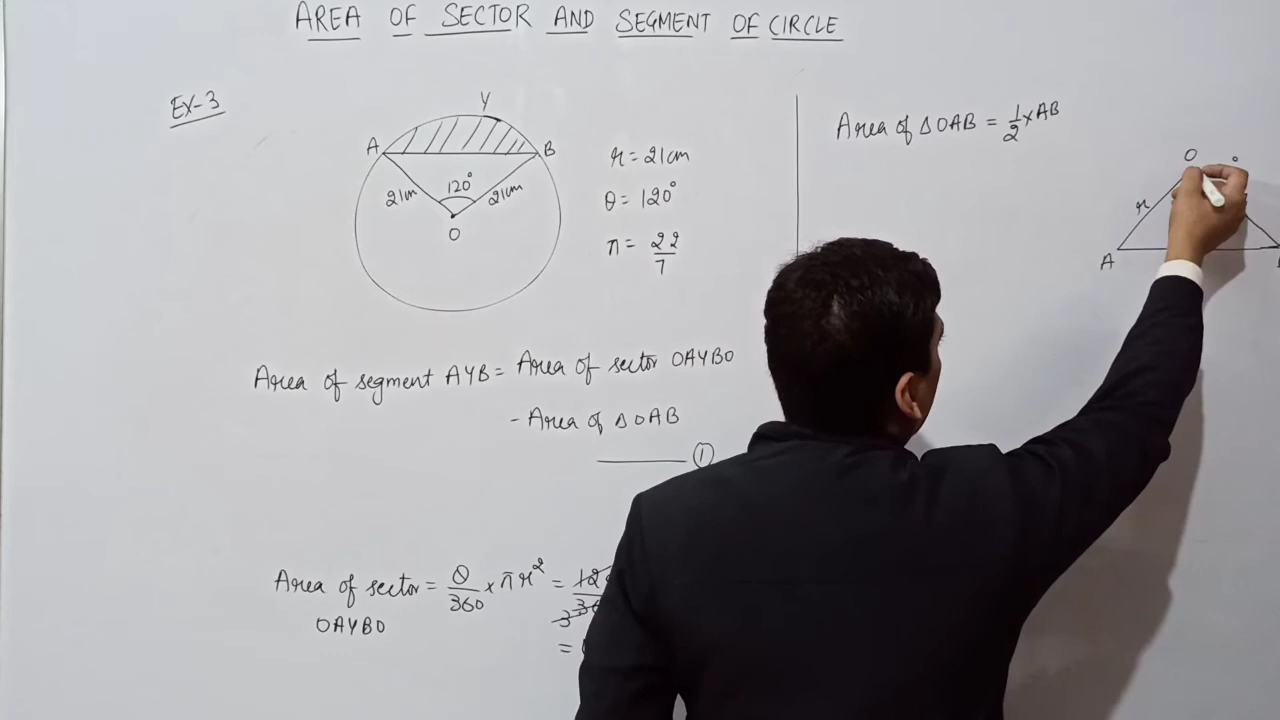 AREA OF SECTOR AND SEGMENT OF CIRCLE
Ex-3
Y
A
B
21cm
120°
21cm
O
r = 21cm
θ = 120°
π = 22/7
Area of segment AYB = Area of sector OAYBO
- Area of △OAB
①
Area of sector = θ/360 × πr² =
OAYBO
=
Area of △OAB = 1/2 × AB
O
r
A